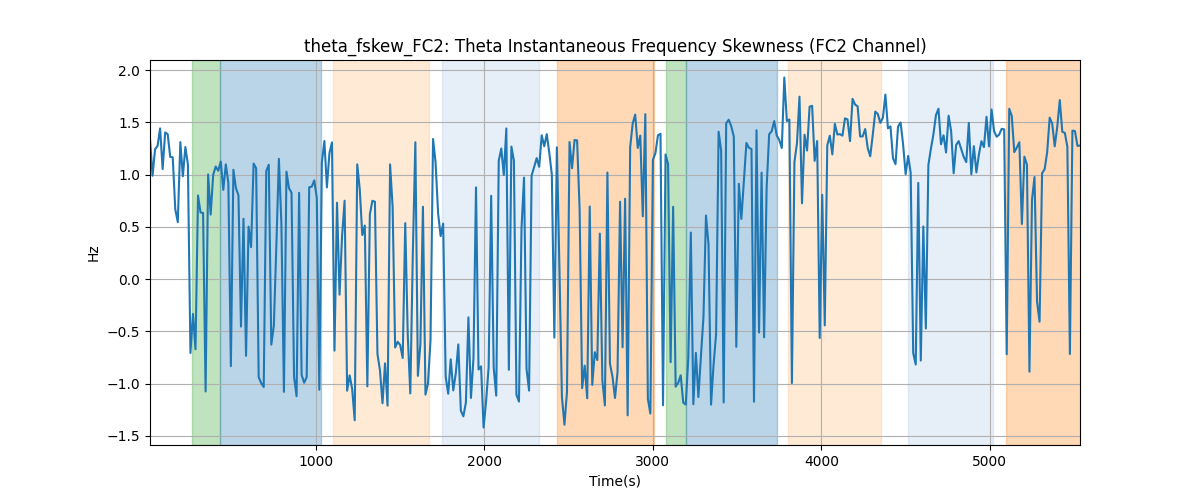 theta_fskew_FC2: Theta Instantaneous Frequency Skewness (FC2 Channel)
2.0
1.5
1.0
0.5
0.0
−0.5
−1.0
−1.5
Hz
1000 2000 3000 4000 5000
Time(s)